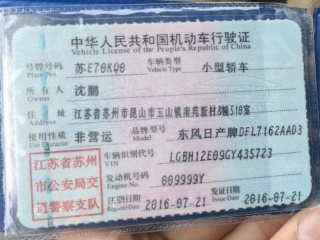 中华人民共和国机动车行驶证
Vehicle License of the People's Republic of China
号牌号码 苏E78KQ8 车辆类型 小型轿车
Plate No. Vehicle Type
所有人 沈鹏
Owner
住址 江苏省苏州市昆山市玉山镇南苑新村8幢510室
Address
使用性质 非营运 品牌型号 东风日产牌DFL7162AAD3
Use Character Model
江苏省苏州
市公安局交
通警察支队
车辆识别代号 LGBH12E09GY435723
VIN
发动机号码 009999Y
Engine No.
注册日期 2016-07-21 发证日期 2016-07-21
Register Date Issue Date